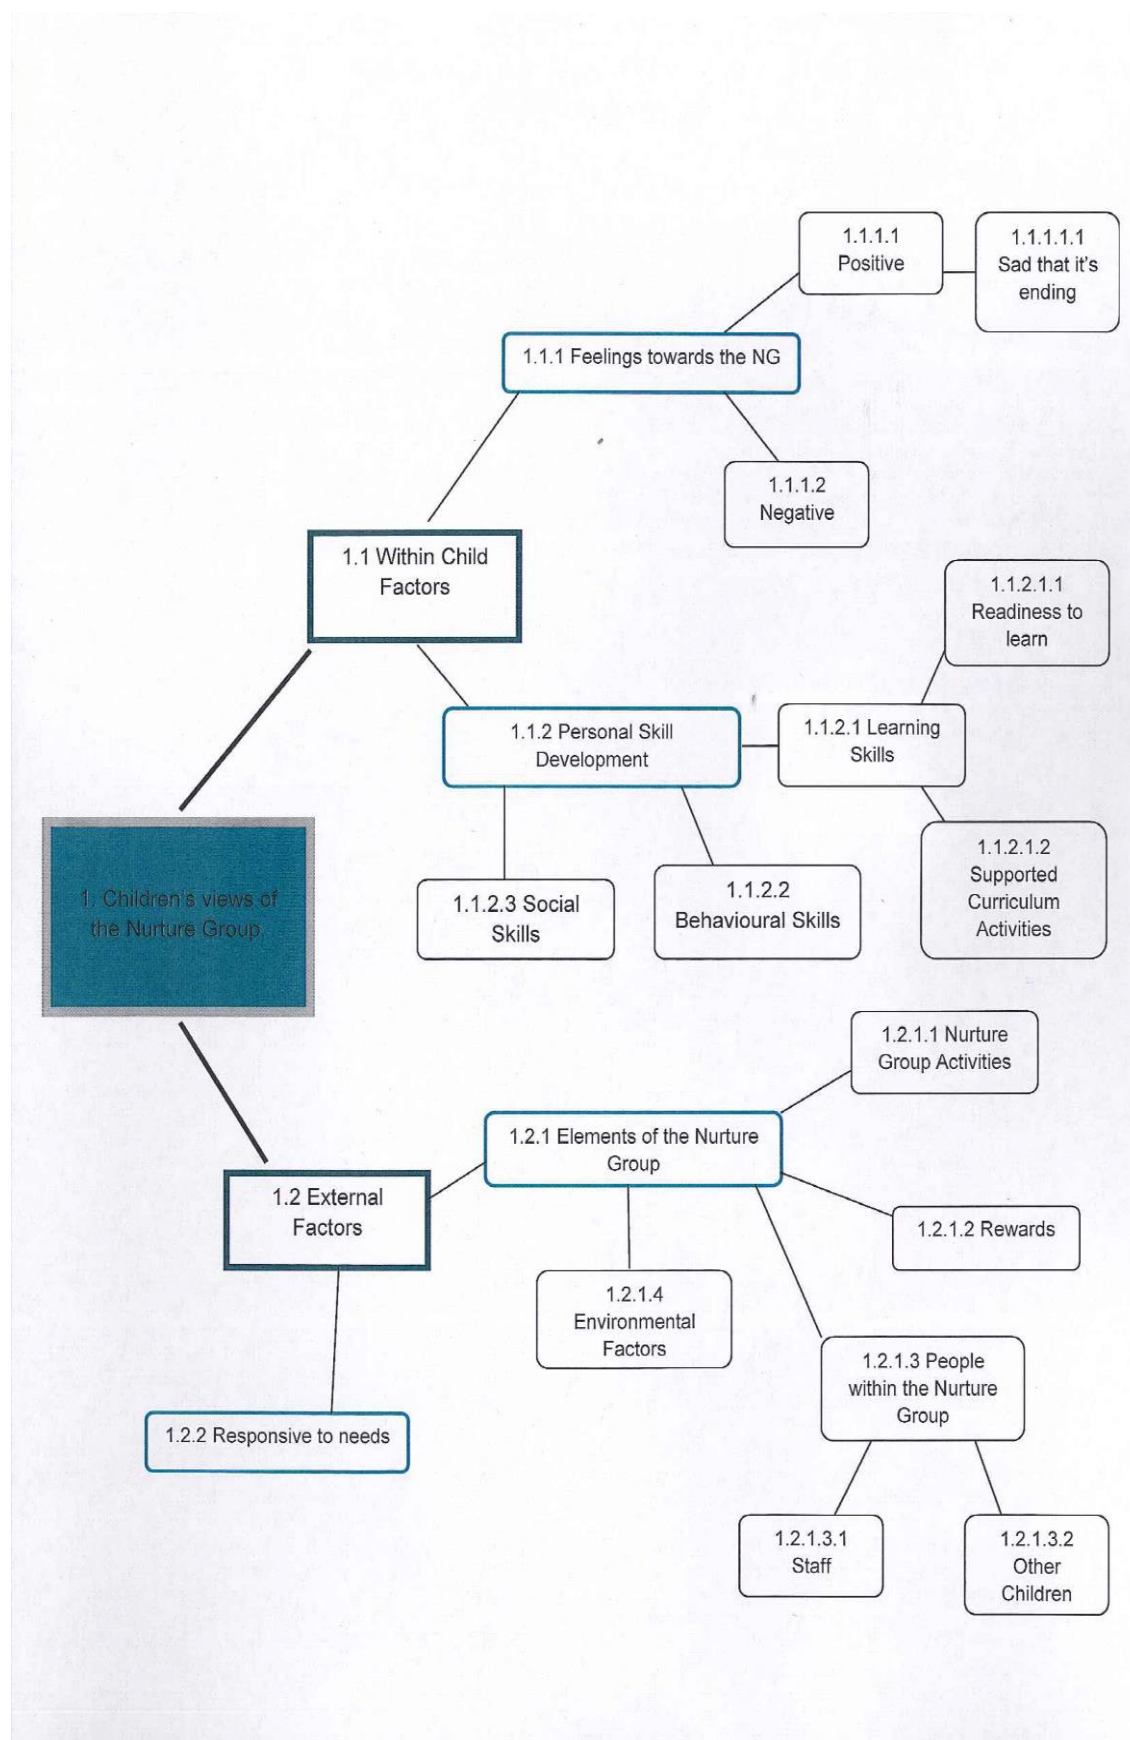 1.1.1.1
Positive
1.1.1.1.1
Sad that it's
ending
1.1.1 Feelings towards the NG
1.1.1.2
Negative
1.1 Within Child
Factors
1.1.2.1.1
Readiness to
learn
1.1.2 Personal Skill
Development
1.1.2.1 Learning
Skills
1.1.2.1.2
Supported
Curriculum
Activities
1.1.2.3 Social
Skills
1.1.2.2
Behavioural Skills
1. Children's views of
the Nurture Group.
1.2.1.1 Nurture
Group Activities
1.2.1 Elements of the Nurture
Group
1.2 External
Factors
1.2.1.2 Rewards
1.2.1.4
Environmental
Factors
1.2.1.3 People
within the Nurture
Group
1.2.2 Responsive to needs
1.2.1.3.1
Staff
1.2.1.3.2
Other
Children